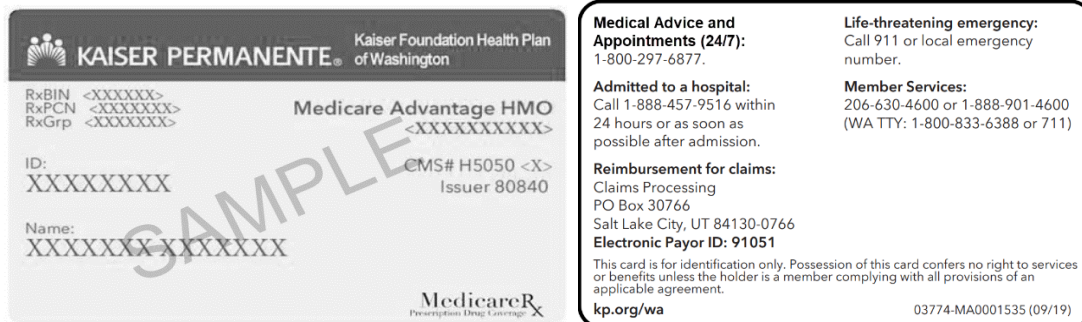 KAISER PERMANENTE®
Kaiser Foundation Health Plan
of Washington
RxBIN <XXXXXX>
RxPCN <XXXXXXX>
RxGrp <XXXXXXX>
Medicare Advantage HMO
<XXXXXXXXXX>
ID:
XXXXXXXX
CMS# H5050 <X>
Issuer 80840
Name:
XXXXXXX XXXXXXX
SAMPLE
MedicareRx
Prescription Drug Coverage
Medical Advice and
Appointments (24/7):
1-800-297-6877.
Admitted to a hospital:
Call 1-888-457-9516 within
24 hours or as soon as
possible after admission.
Reimbursement for claims:
Claims Processing
PO Box 30766
Salt Lake City, UT 84130-0766
Electronic Payor ID: 91051
Life-threatening emergency:
Call 911 or local emergency
number.
Member Services:
206-630-4600 or 1-888-901-4600
(WA TTY: 1-800-833-6388 or 711)
This card is for identification only. Possession of this card confers no right to services
or benefits unless the holder is a member complying with all provisions of an
applicable agreement.
kp.org/wa
03774-MA0001535 (09/19)